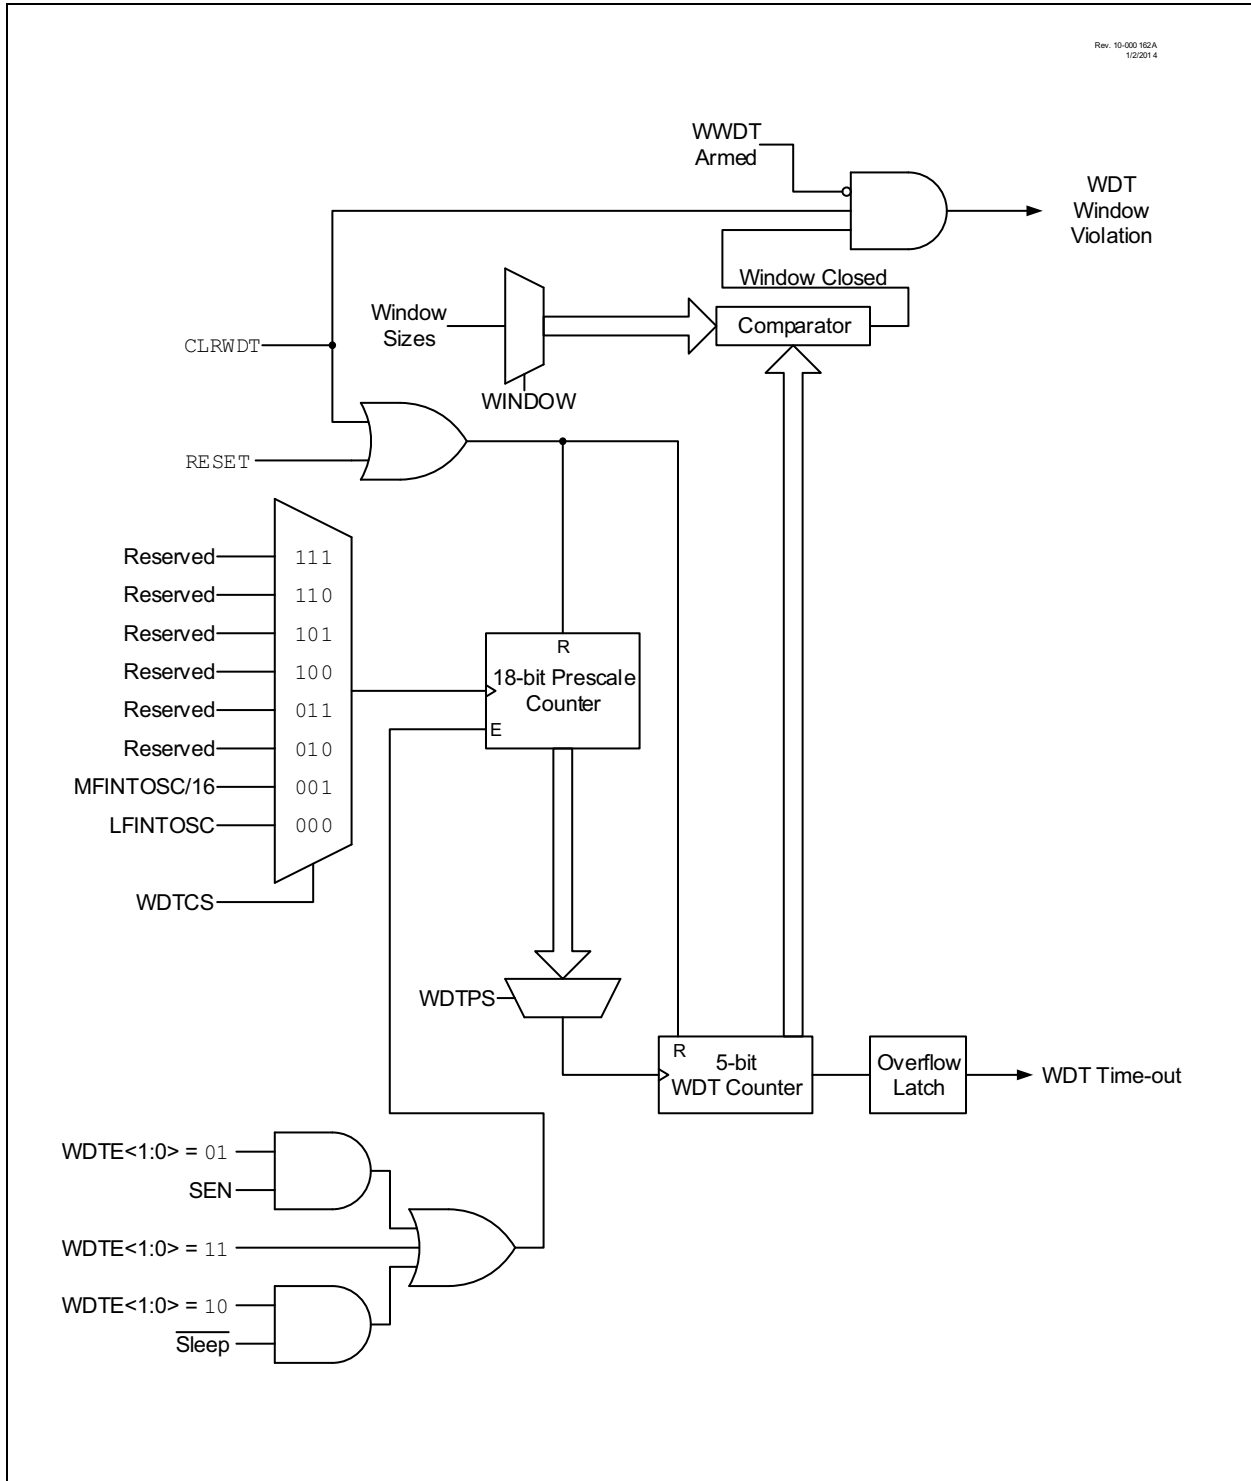 Rev. 10-000 162A
1/2/201 4
WWDT
Armed
WDT
Window
Violation
Window Closed
Window
Sizes
Comparator
CLRWDT
WINDOW
RESET
Reserved 111
Reserved 110
Reserved 101
Reserved 100
Reserved 011
Reserved 010
MFINTOSC/16 001
LFINTOSC 000
R
18-bit Prescale
Counter
E
WDTCS
WDTPS
R
5-bit
WDT Counter
Overflow
Latch
WDT Time-out
WDTE<1:0> = 01
SEN
WDTE<1:0> = 11
WDTE<1:0> = 10
Sleep